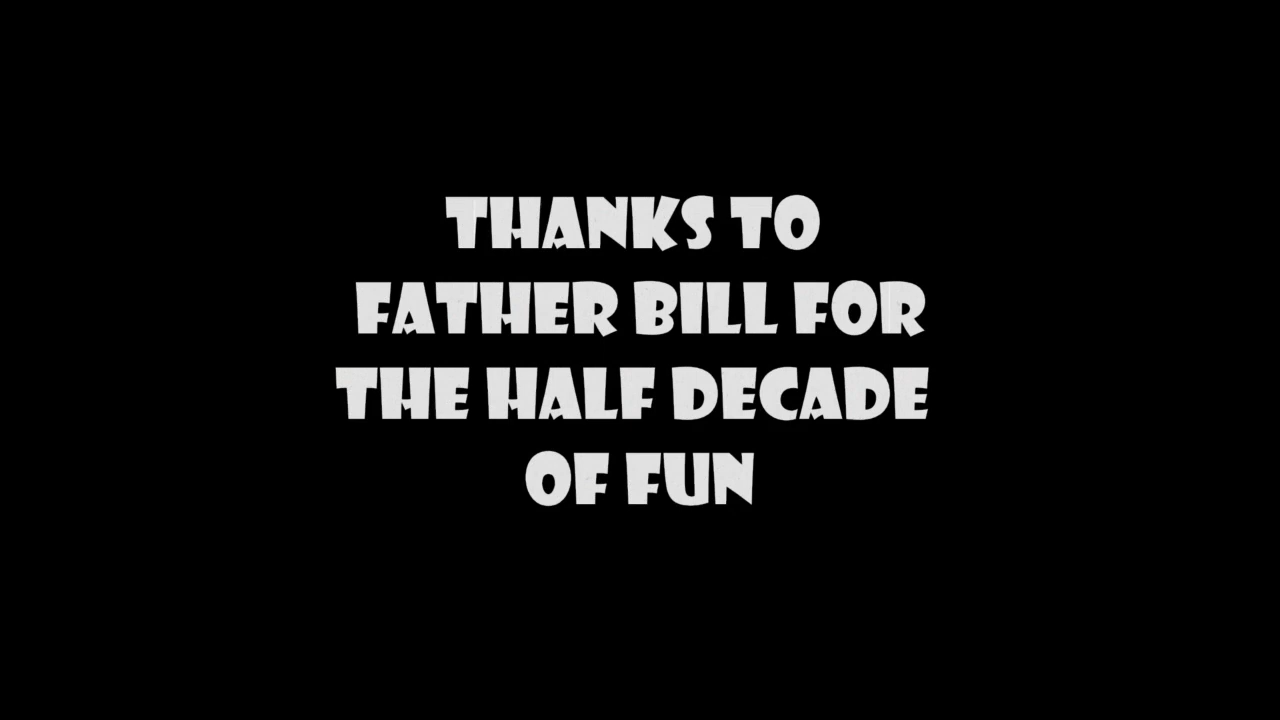 THANKS TO
FATHER BILL FOR
THE HALF DECADE
OF FUN